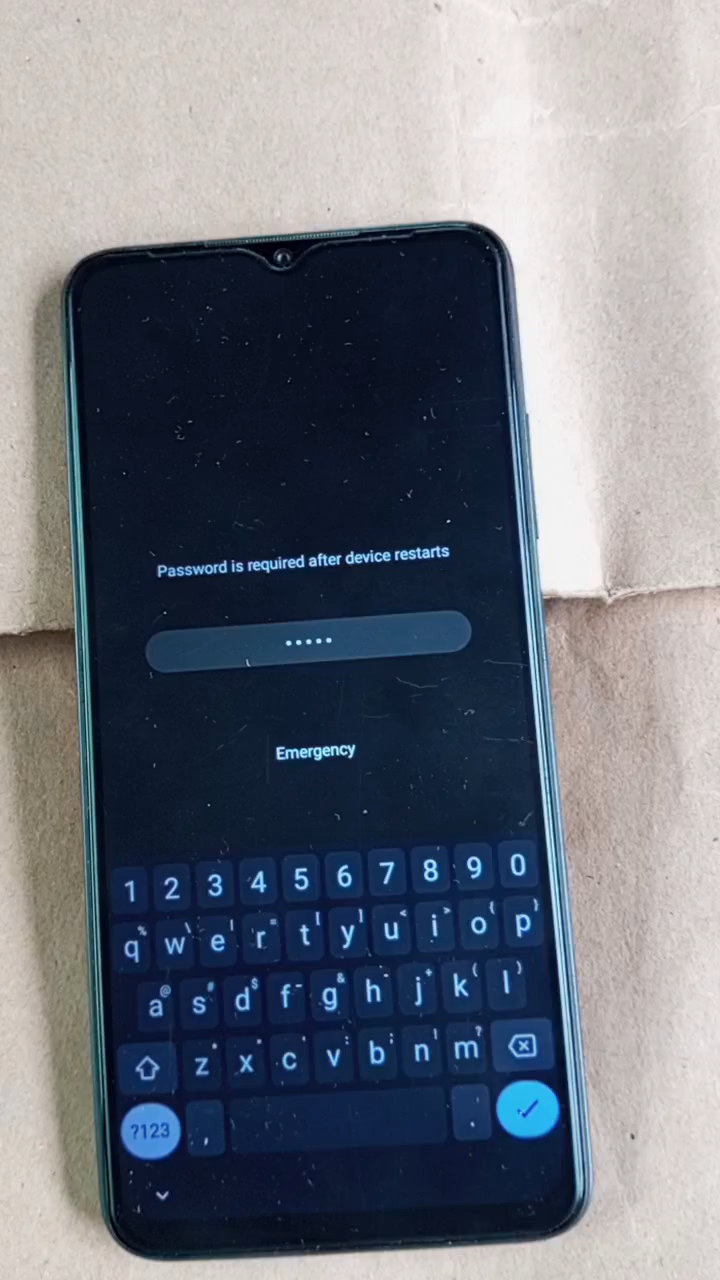 Password is required after device restarts
•••••
Emergency
1 2 3 4 5 6 7 8 9 0
q w e r t y u i o p
a s d f g h j k l
z x c v b n m
?123 , .